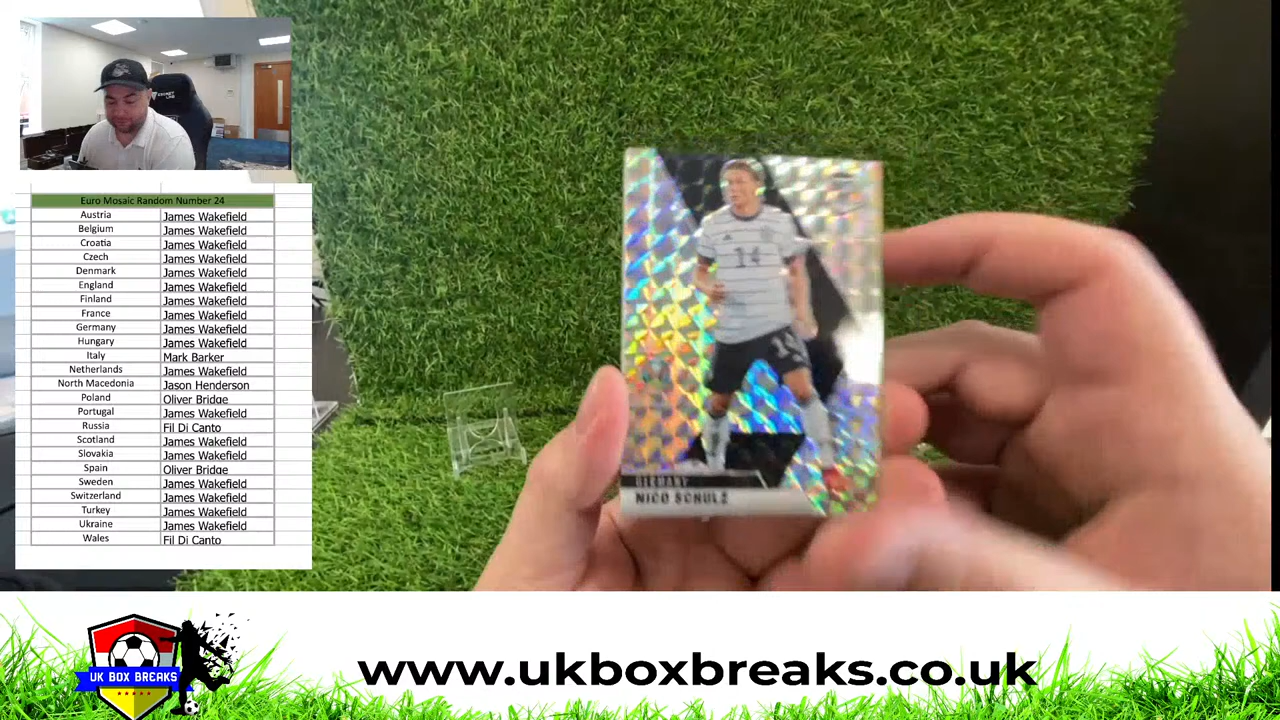 Euro Mosaic Random Number 24
Austria James Wakefield
Belgium James Wakefield
Croatia James Wakefield
Czech James Wakefield
Denmark James Wakefield
England James Wakefield
Finland James Wakefield
France James Wakefield
Germany James Wakefield
Hungary James Wakefield
Italy Mark Barker
Netherlands James Wakefield
North Macedonia Jason Henderson
Poland Oliver Bridge
Portugal James Wakefield
Russia Fil Di Canto
Scotland James Wakefield
Slovakia James Wakefield
Spain Oliver Bridge
Sweden James Wakefield
Switzerland James Wakefield
Turkey James Wakefield
Ukraine James Wakefield
Wales Fil Di Canto
14
14
GERMANY
NICO SCHULZ
UK BOX BREAKS
www.ukboxbreaks.co.uk